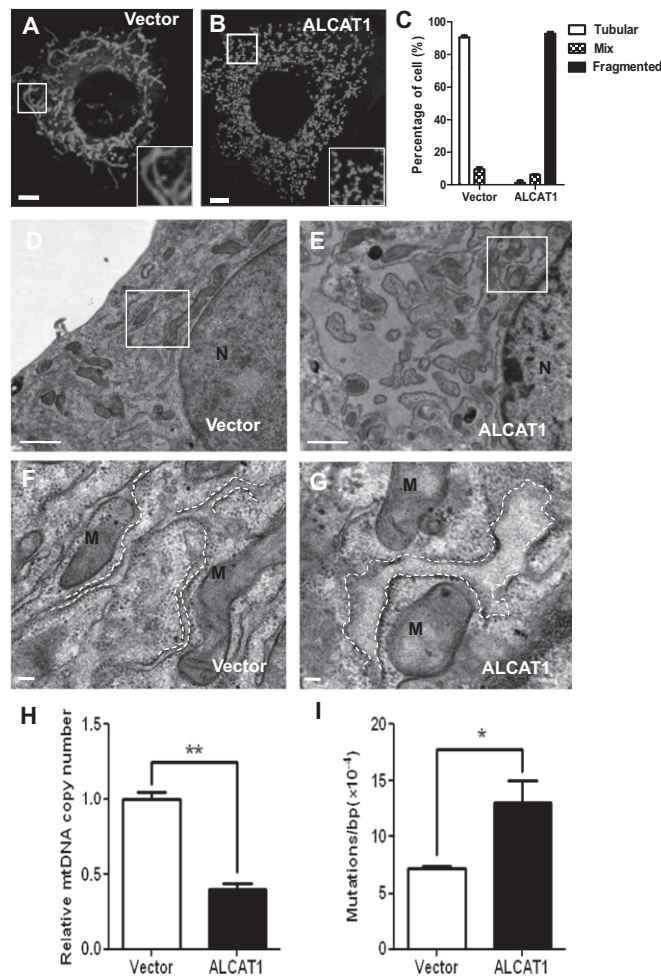 A
Vector
B
ALCAT1
C
Percentage of cell (%)
100
80
60
40
20
0
Vector
ALCAT1
Tubular
Mix
Fragmented
D
N
Vector
E
N
ALCAT1
F
M
M
Vector
G
M
M
ALCAT1
H
Relative mtDNA copy number
1.5
1.0
0.5
0.0
**
Vector
ALCAT1
I
Mutations/bp(×10⁻⁴)
20
15
10
5
0
*
Vector
ALCAT1